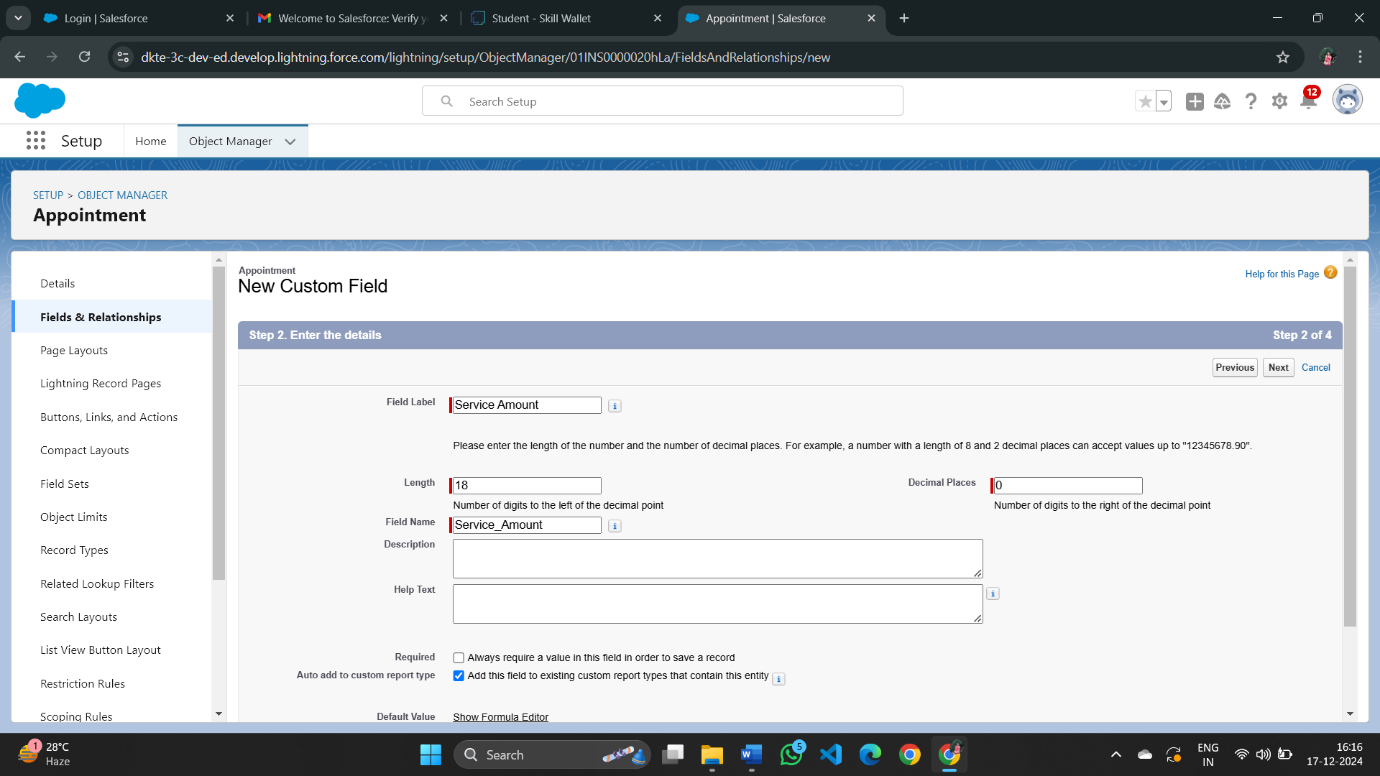 Login | Salesforce
Welcome to Salesforce: Verify y
Student - Skill Wallet
Appointment | Salesforce
dkte-3c-dev-ed.develop.lightning.force.com/lightning/setup/ObjectManager/01INS0000020hLa/FieldsAndRelationships/new
Search Setup
12
Setup
Home
Object Manager
SETUP > OBJECT MANAGER
Appointment
Details
Fields & Relationships
Page Layouts
Lightning Record Pages
Buttons, Links, and Actions
Compact Layouts
Field Sets
Object Limits
Record Types
Related Lookup Filters
Search Layouts
List View Button Layout
Restriction Rules
Scoping Rules
Appointment
New Custom Field
Help for this Page ?
Step 2. Enter the details
Step 2 of 4
Previous Next Cancel
Field Label Service Amount i
Please enter the length of the number and the number of decimal places. For example, a number with a length of 8 and 2 decimal places can accept values up to "12345678.90".
Length 18 Decimal Places 0
Number of digits to the left of the decimal point Number of digits to the right of the decimal point
Field Name Service_Amount i
Description
Help Text i
Required Always require a value in this field in order to save a record
Auto add to custom report type Add this field to existing custom report types that contain this entity i
Default Value Show Formula Editor
1
28°C
Haze
Search
W
5
ENG
IN
16:16
17-12-2024